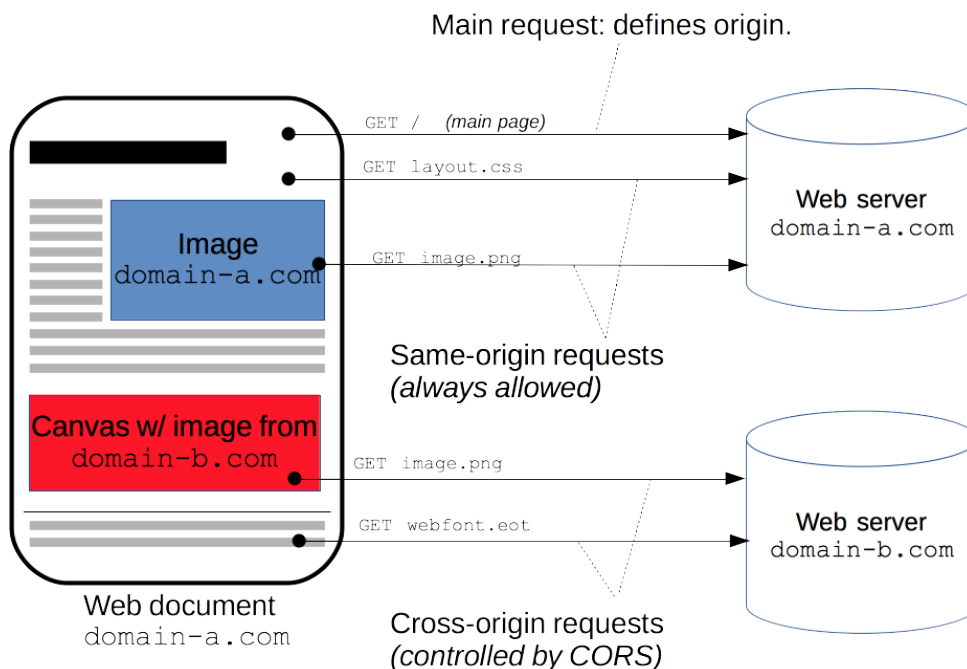 Main request: defines origin.
GET / (main page)
GET layout.css
Web server
domain-a.com
Image
domain-a.com
GET image.png
Same-origin requests
(always allowed)
Canvas w/ image from
domain-b.com
GET image.png
GET webfont.eot
Web server
domain-b.com
Web document
domain-a.com
Cross-origin requests
(controlled by CORS)